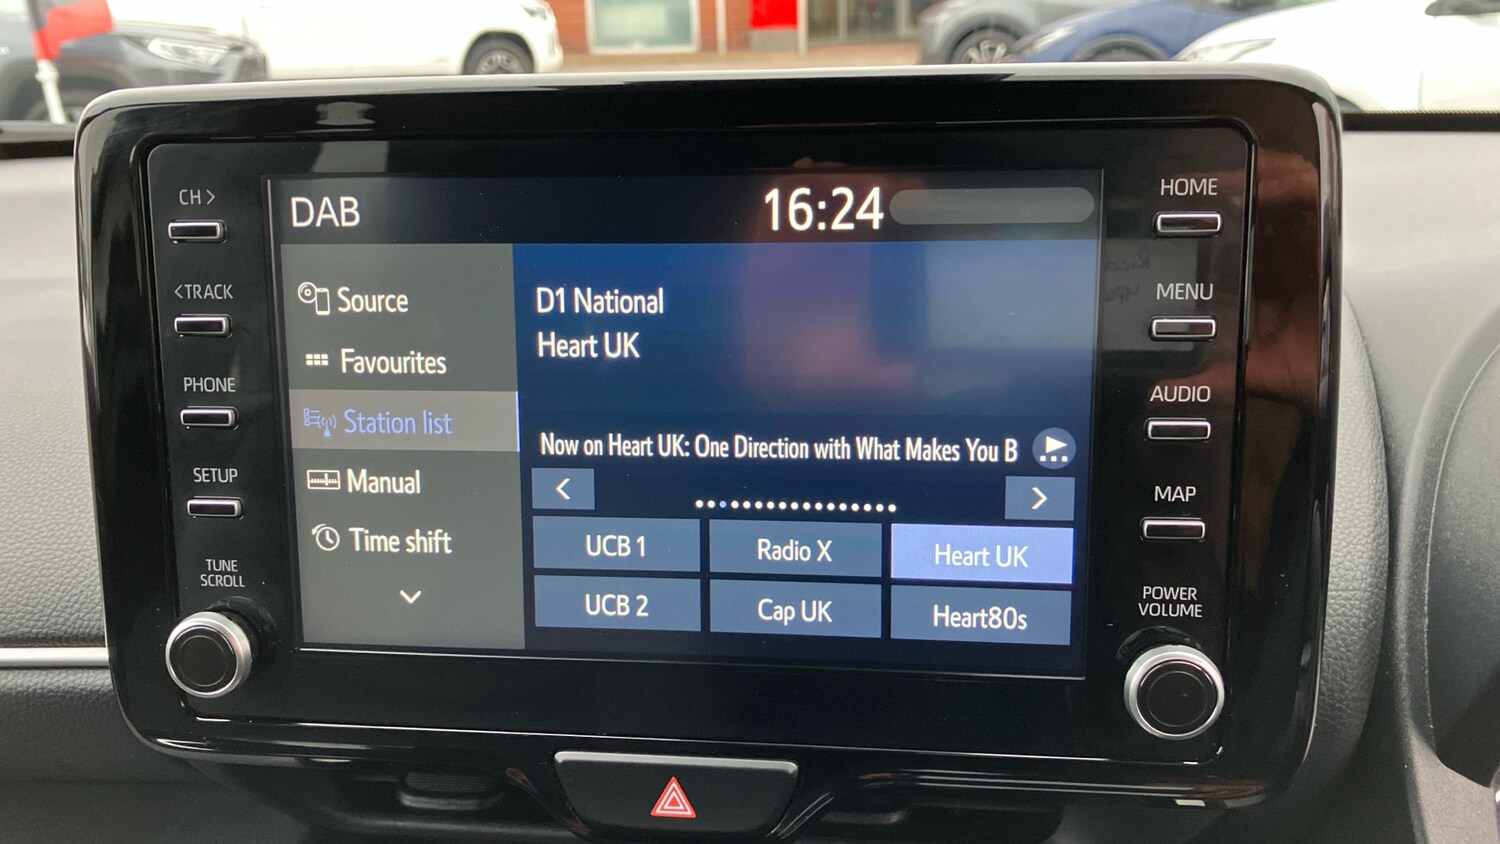 CH >
<TRACK
PHONE
SETUP
TUNE
SCROLL
DAB
16:24
Source
Favourites
Station list
Manual
Time shift
D1 National
Heart UK
Now on Heart UK: One Direction with What Makes You B
<
>
UCB 1
Radio X
Heart UK
UCB 2
Cap UK
Heart80s
HOME
MENU
AUDIO
MAP
POWER
VOLUME